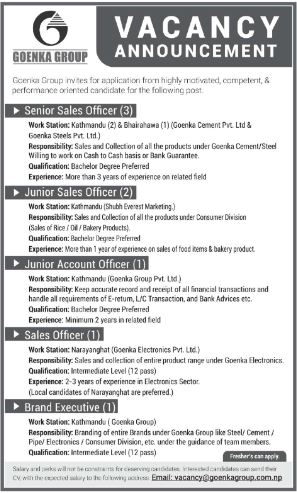 GOENKA GROUP
VACANCY
ANNOUNCEMENT
Goenka Group invites for application from highly motivated, competent, &
performance oriented candidate for the following post.
Senior Sales Officer (3)
Work Station: Kathmandu (2) & Bhairahawa (1) (Goenka Cement Pvt. Ltd &
Goenka Steels Pvt. Ltd.)
Responsibility: Sales and Collection of all the products under Goenka Cement/Steel
Willing to work on Cash to Cash basis or Bank Guarantee.
Qualification: Bachelor Degree Preferred
Experience: More than 3 years of experience on related field
Junior Sales Officer (2)
Work Station: Kathmandu (Shubh Everest Marketing.)
Responsibility: Sales and Collection of all the products under Consumer Division
(Sales of Rice / Oil / Bakery Products).
Qualification: Bachelor Degree Preferred
Experience: More than 1 year of experience on sales of food items & bakery product.
Junior Account Officer (1)
Work Station: Kathmandu (Goenka Group Pvt. Ltd.)
Responsibility: Keep accurate record and receipt of all financial transactions and
handle all requirements of E-return, L/C Transaction, and Bank Advices etc.
Qualification: Bachelor Degree Preferred
Experience: Minimum 2 years in related field
Sales Officer (1)
Work Station: Narayanghat (Goenka Electronics Pvt. Ltd.)
Responsibility: Sales and collection of entire product range under Goenka Electronics.
Qualification: Intermediate Level (12 pass)
Experience: 2-3 years of experience in Electronics Sector.
(Local candidates of Narayanghat are preferred.)
Brand Executive (1)
Work Station: Kathmandu ( Goenka Group)
Responsibility: Branding of entire Brands under Goenka Group like Steel/ Cement /
Pipe/ Electronics / Consumer Division, etc. under the guidance of team members.
Qualification: Intermediate Level (12 pass)
Fresher's can apply
Salary and perks will not be constraints for deserving candidates. Interested candidates can send their
CV, with the expected salary to the following address: Email: vacancy@goenkagroup.com.np